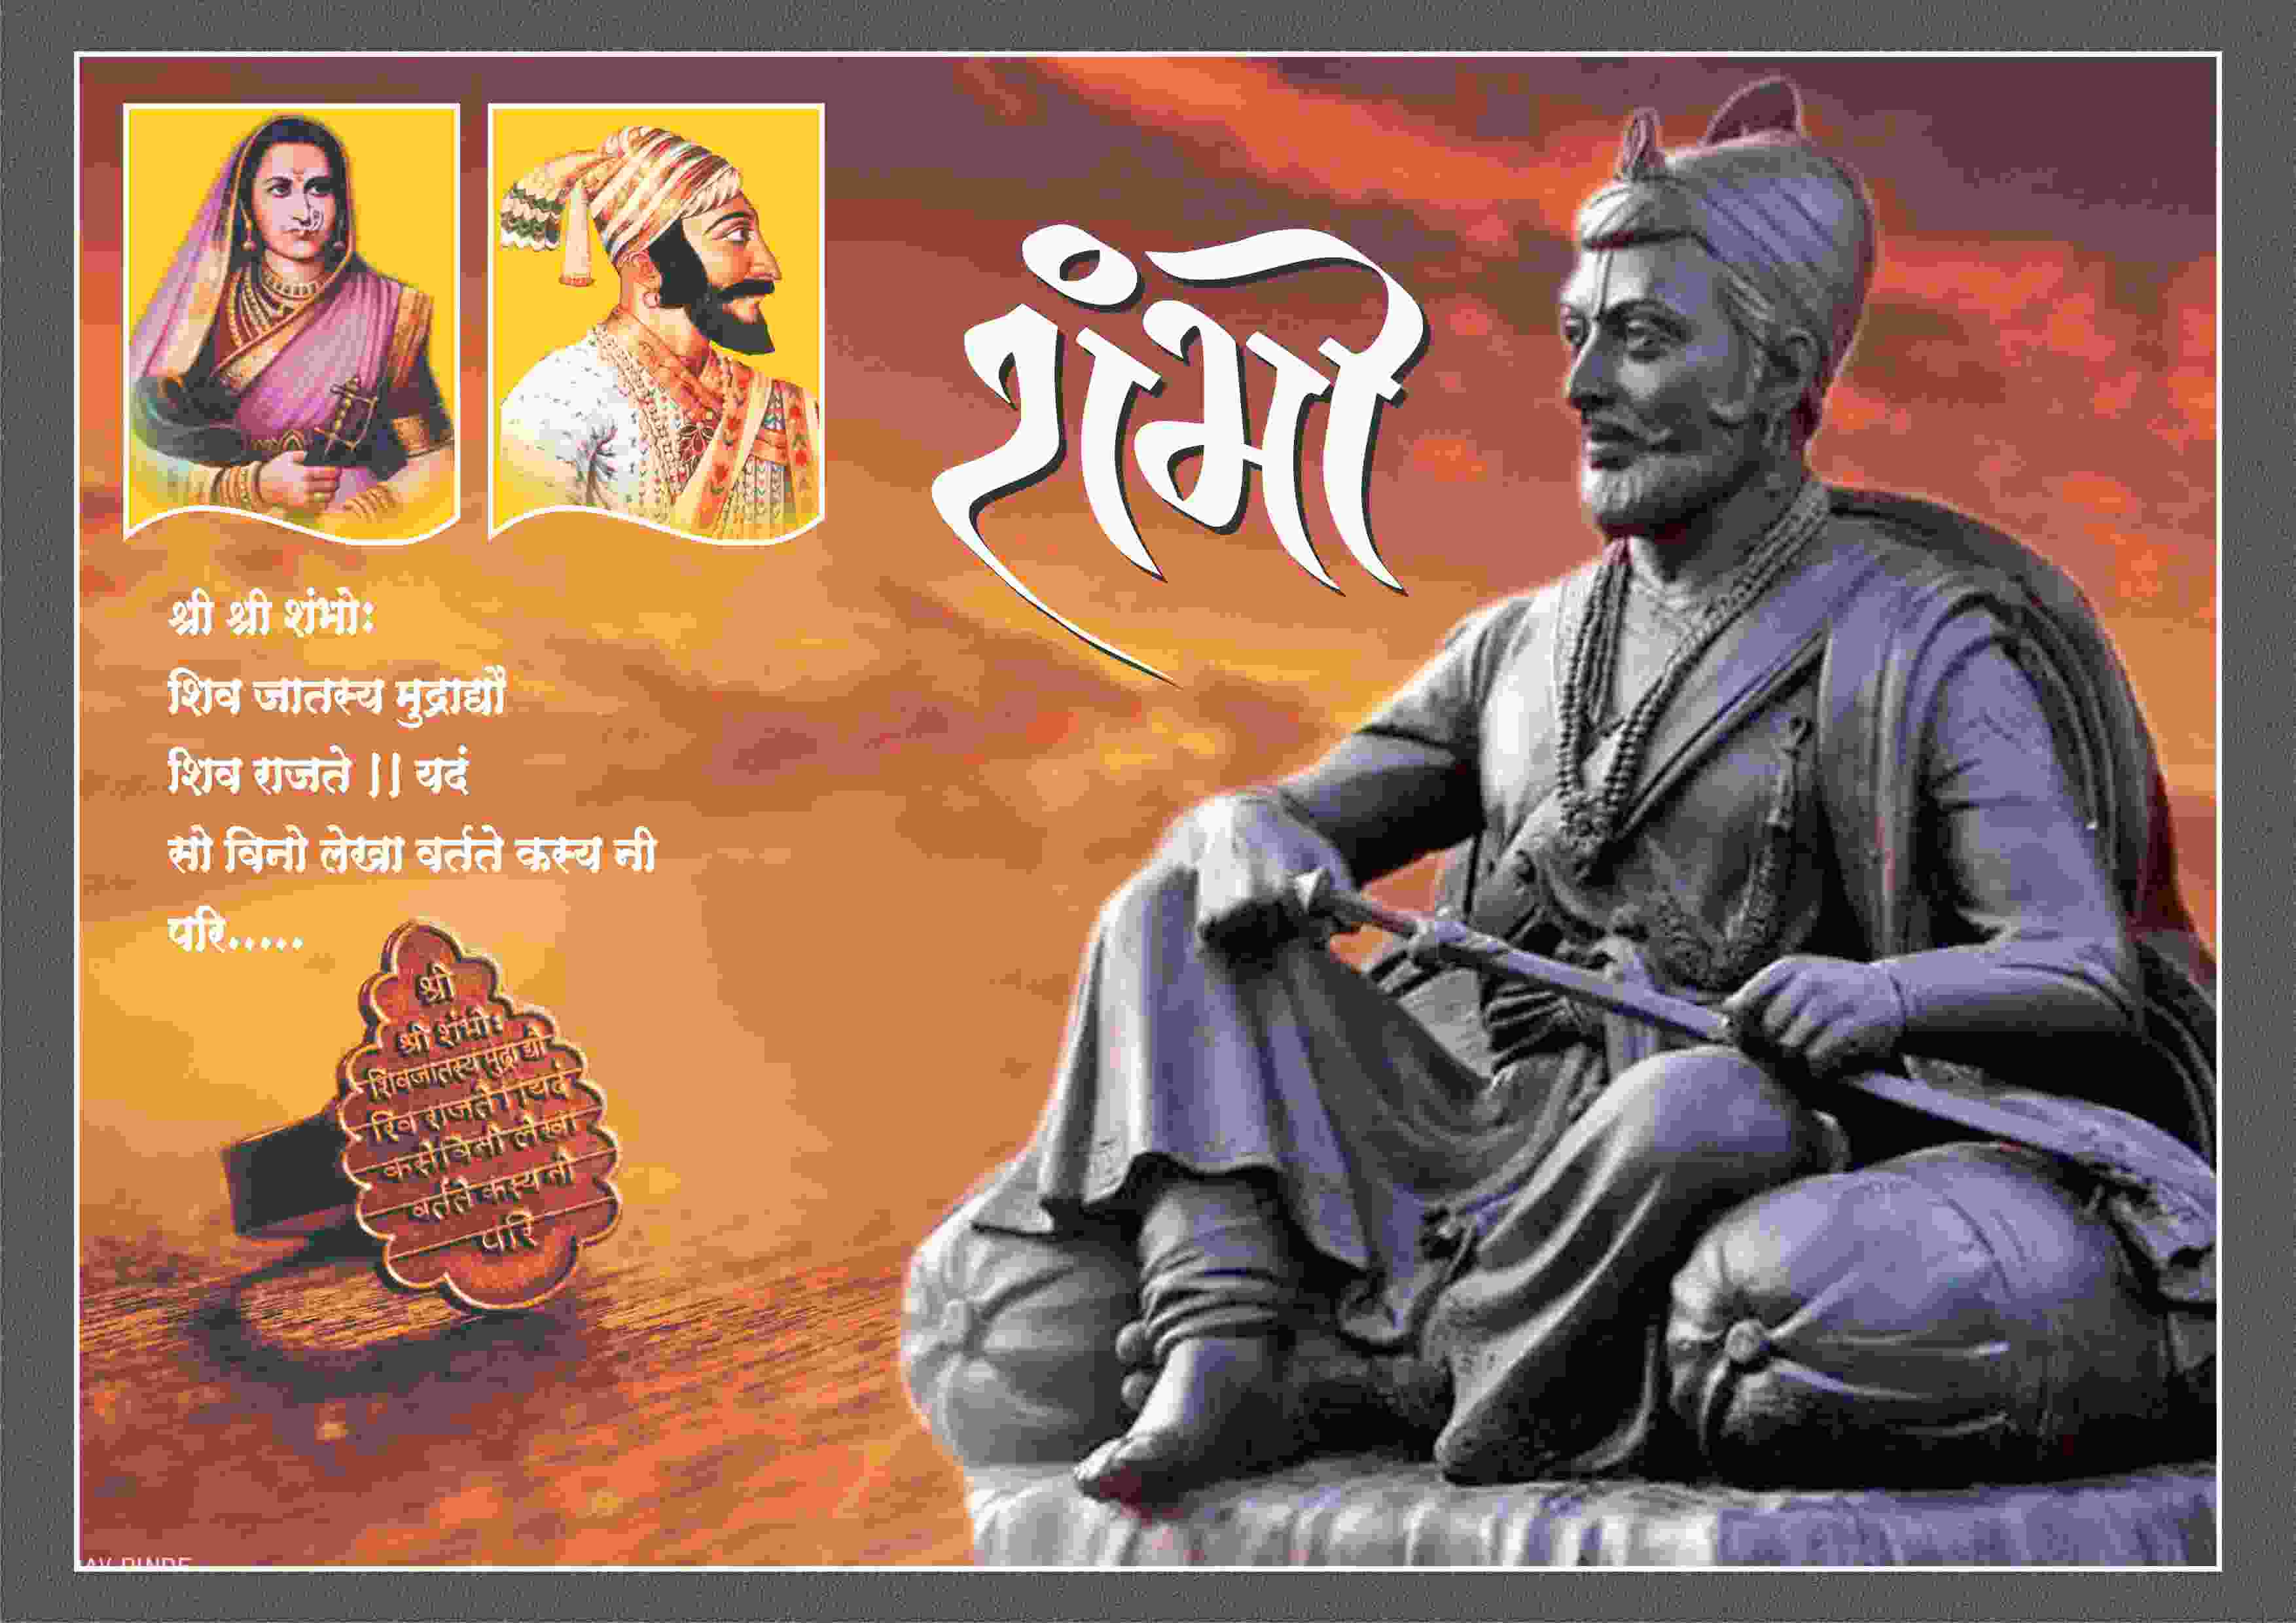 शंभो
श्री श्री शंभोः
शिव जातस्य मुद्राद्यौ
शिव राजते || यदं
सो विनो लेखा वर्तते कस्य नी
परि.....
श्री
श्री शंभोः
शिवजातस्य मुद्रा द्यौ
शिव राजते || यदं
कसेविनो लेखा
वर्तते कस्य नी
परि